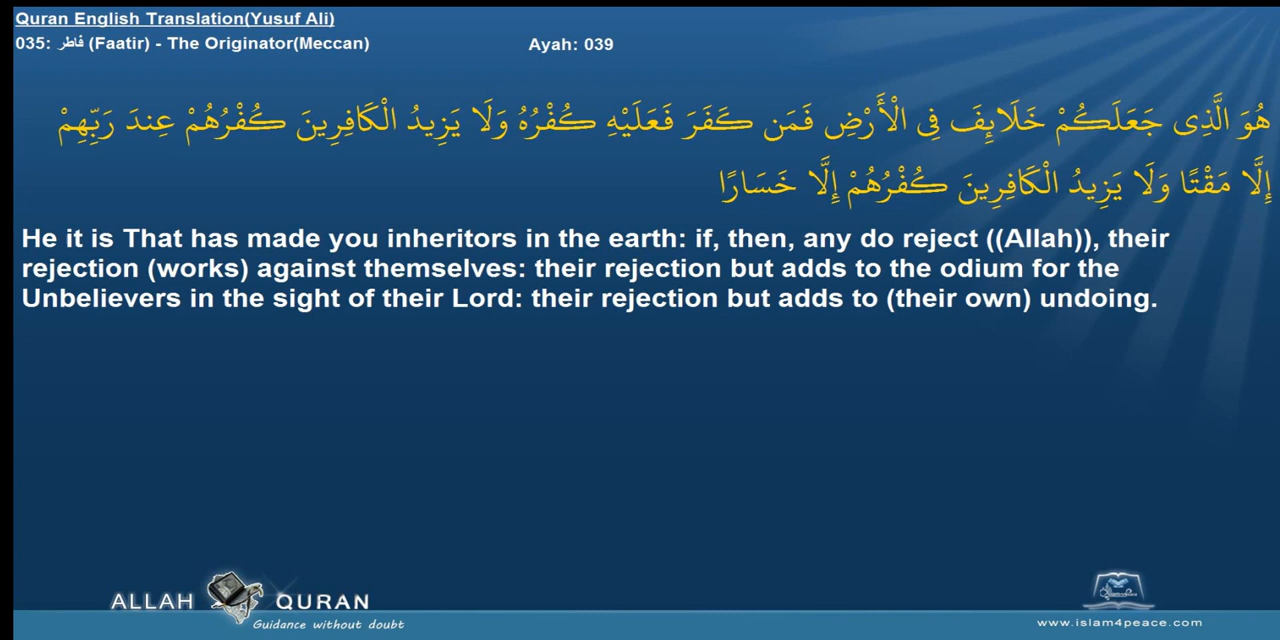 Quran English Translation(Yusuf Ali)
035: فاطر (Faatir) - The Originator(Meccan) Ayah: 039
هُوَ الَّذِى جَعَلَكُمْ خَلَائِفَ فِى الْأَرْضِ فَمَن كَفَرَ فَعَلَيْهِ كُفْرُهُ وَلَا يَزِيدُ الْكَافِرِينَ كُفْرُهُمْ عِندَ رَبِّهِمْ
إِلَّا مَقْتًا وَلَا يَزِيدُ الْكَافِرِينَ كُفْرُهُمْ إِلَّا خَسَارًا
He it is That has made you inheritors in the earth: if, then, any do reject ((Allah)), their
rejection (works) against themselves: their rejection but adds to the odium for the
Unbelievers in the sight of their Lord: their rejection but adds to (their own) undoing.
ALLAH QURAN
Guidance without doubt
www.islam4peace.com